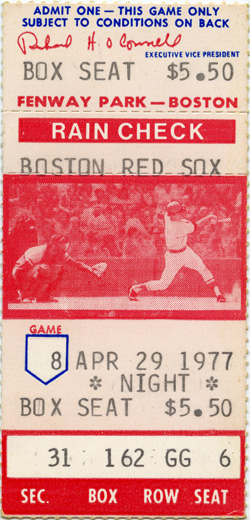 ADMIT ONE — THIS GAME ONLY
SUBJECT TO CONDITIONS ON BACK
Richard H. O'Connell
EXECUTIVE VICE PRESIDENT
BOX SEAT $5.50
FENWAY PARK — BOSTON
RAIN CHECK
BOSTON RED SOX
GAME
8 APR 29 1977
* NIGHT *
BOX SEAT $5.50
31 162 GG 6
SEC. BOX ROW SEAT